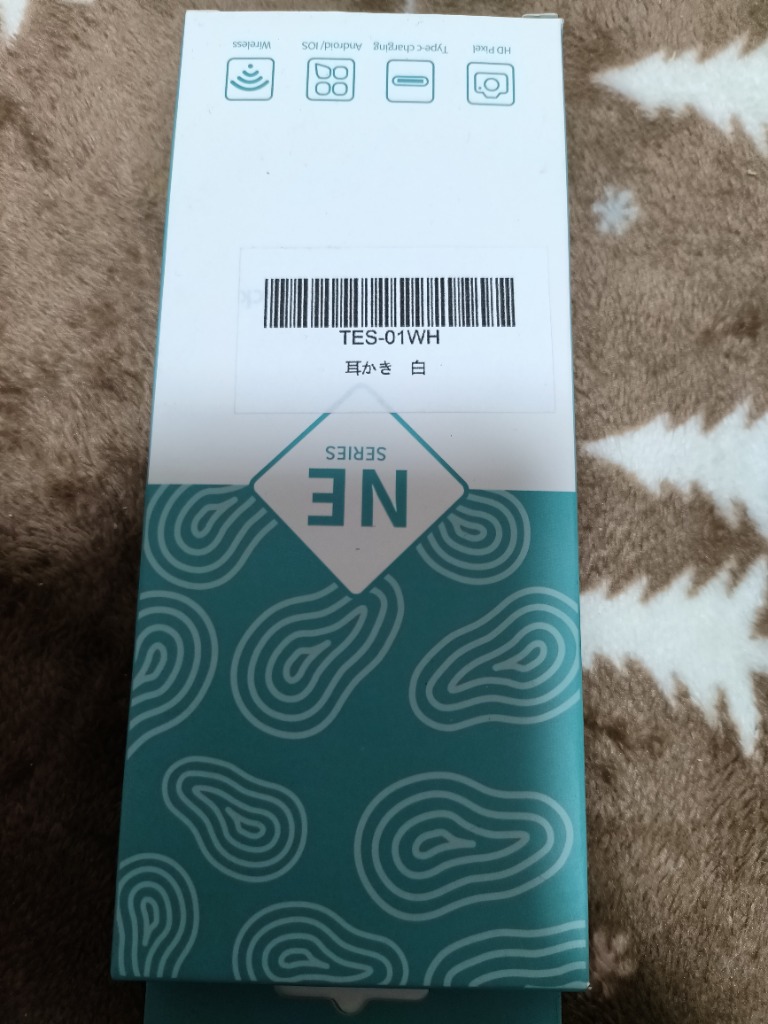 HD Pixel
Type-c charging
Android/IOS
Wireless
TES-01WH
耳かき 白
NE
SERIES